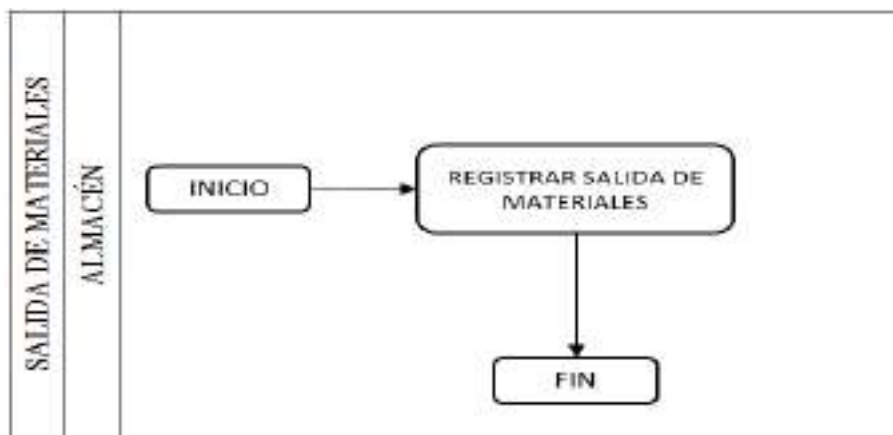 SALIDA DE MATERIALES
ALMACÉN
INICIO
REGISTRAR SALIDA DE
MATERIALES
FIN